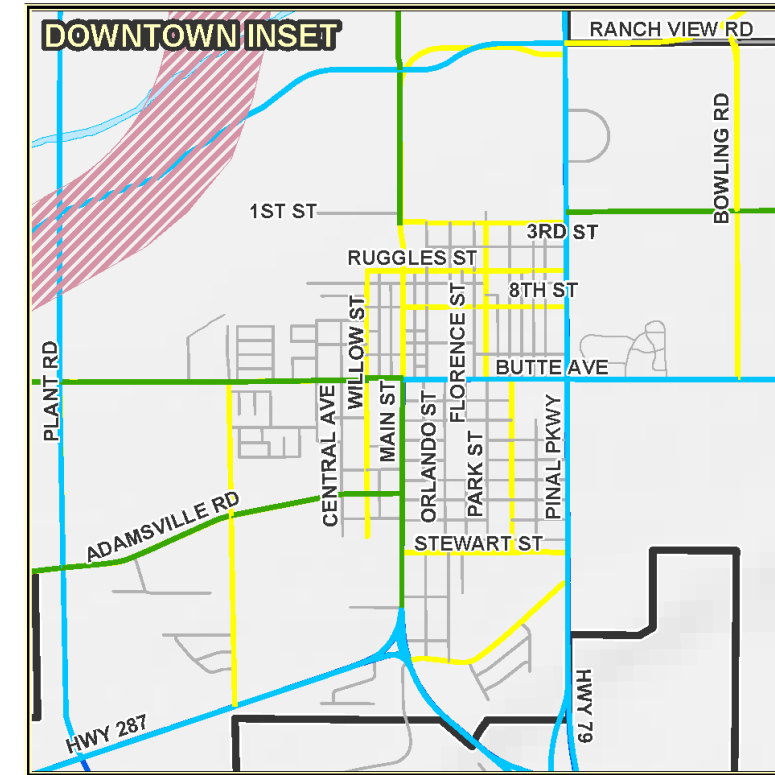 DOWNTOWN INSET
RANCH VIEW RD
BOWLING RD
1ST ST
3RD ST
RUGGLES ST
8TH ST
WILLOW ST
FLORENCE ST
PLANT RD
BUTTE AVE
CENTRAL AVE
MAIN ST
ORLANDO ST
PARK ST
PINAL PKWY
ADAMSVILLE RD
STEWART ST
HWY 287
HWY 79